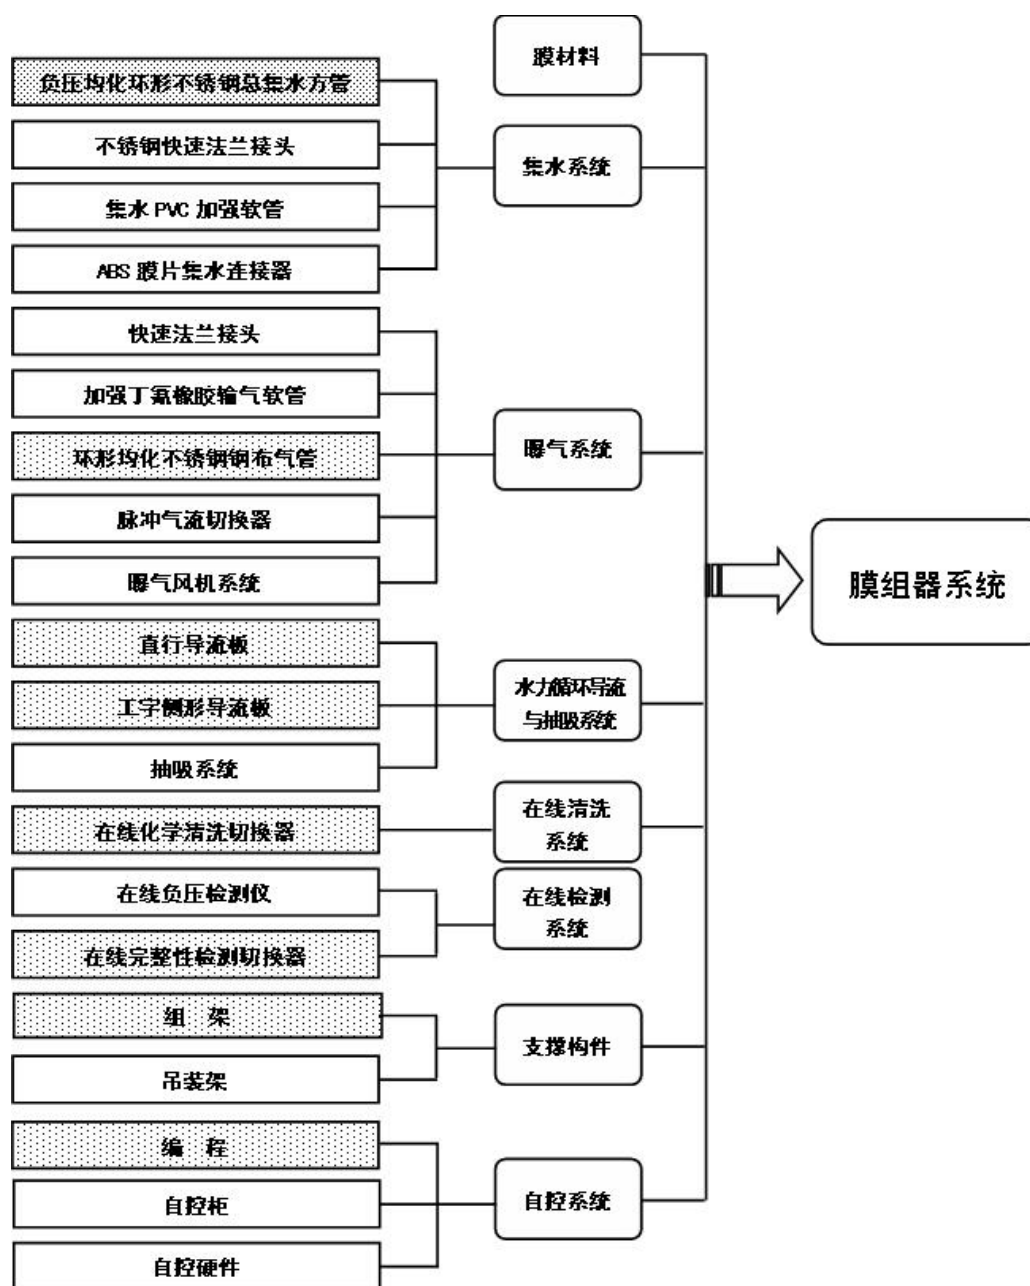 膜材料
负压均化环形不锈钢总集水方管
不锈钢快速法兰接头
集水系统
集水 PVC 加强软管
ABS 膜片集水连接器
快速法兰接头
加强丁氰橡胶输气软管
曝气系统
环形均化不锈钢钢布气管
脉冲气流切换器
曝气风机系统
膜组器系统
直行导流板
水力循环导流
与抽吸系统
工字侧形导流板
抽吸系统
在线清洗
系统
在线化学清洗切换器
在线负压检测仪
在线检测
系统
在线完整性检测切换器
组 架
支撑构件
吊装架
编 程
自控系统
自控柜
自控硬件